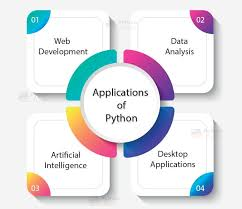 01
Web
Development
02
Data
Analysis
Applications
of
Python
Artificial
Intelligence
03
Desktop
Applications
04